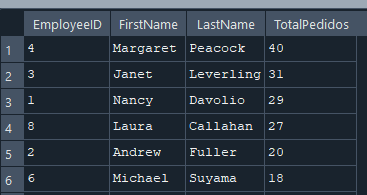 EmployeeID FirstName LastName TotalPedidos
1 4 Margaret Peacock 40
2 3 Janet Leverling 31
3 1 Nancy Davolio 29
4 8 Laura Callahan 27
5 2 Andrew Fuller 20
6 6 Michael Suyama 18